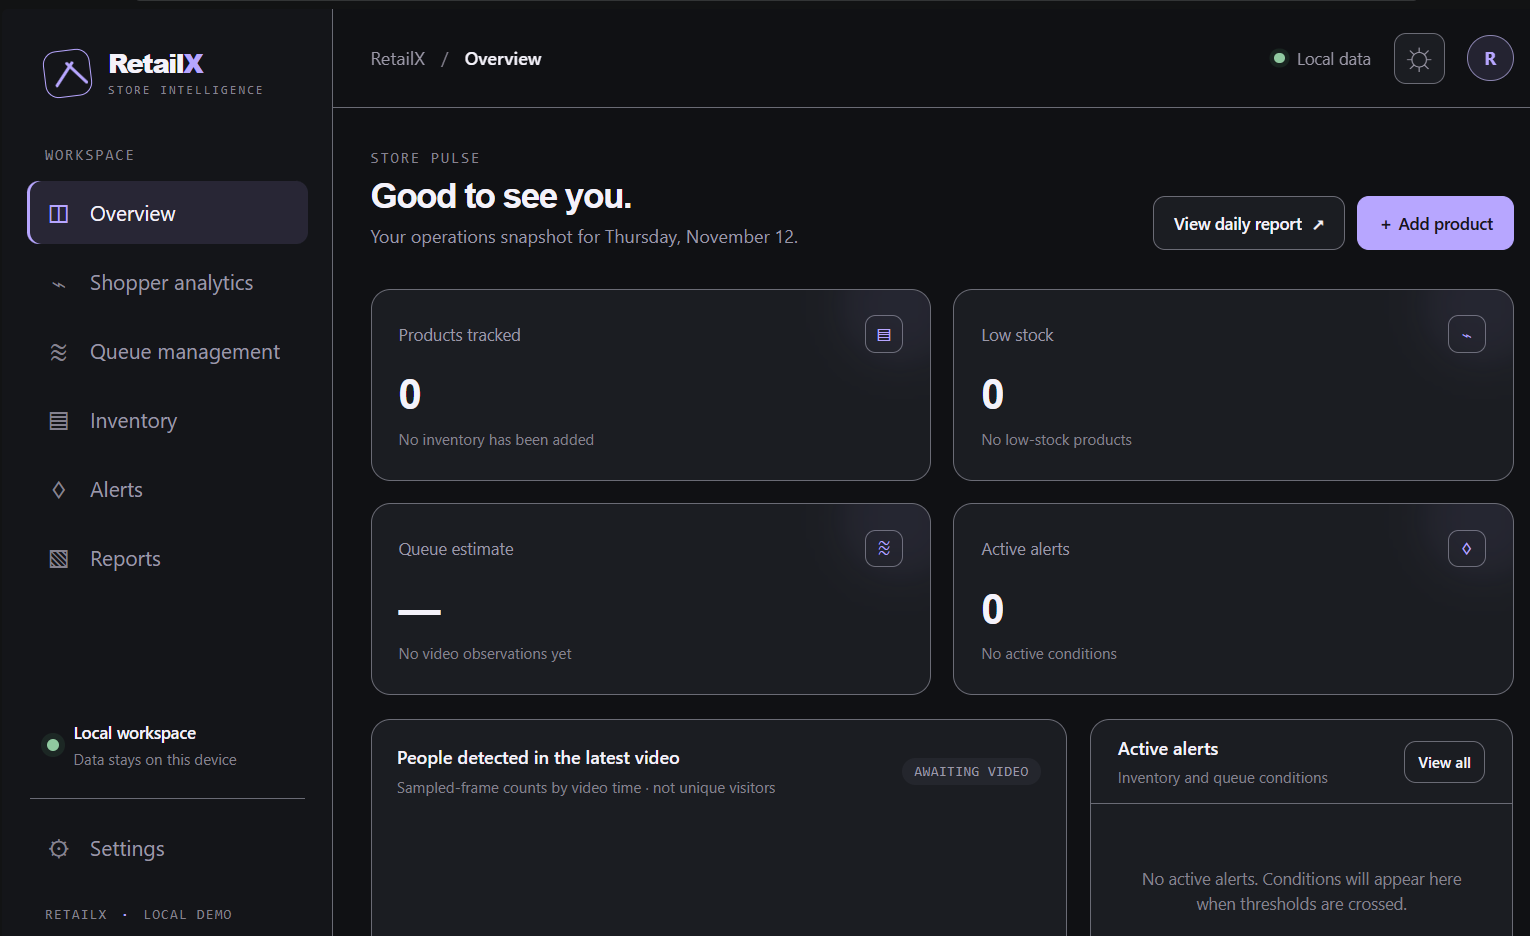 RetailX
STORE INTELLIGENCE
WORKSPACE
Overview
Shopper analytics
Queue management
Inventory
Alerts
Reports
Local workspace
Data stays on this device
Settings
RETAILX · LOCAL DEMO
RetailX / Overview
Local data
R
STORE PULSE
Good to see you.
Your operations snapshot for Thursday, November 12.
View daily report ↗
+ Add product
Products tracked
0
No inventory has been added
Low stock
0
No low-stock products
Queue estimate
—
No video observations yet
Active alerts
0
No active conditions
People detected in the latest video
Sampled-frame counts by video time · not unique visitors
AWAITING VIDEO
Active alerts
Inventory and queue conditions
View all
No active alerts. Conditions will appear here
when thresholds are crossed.